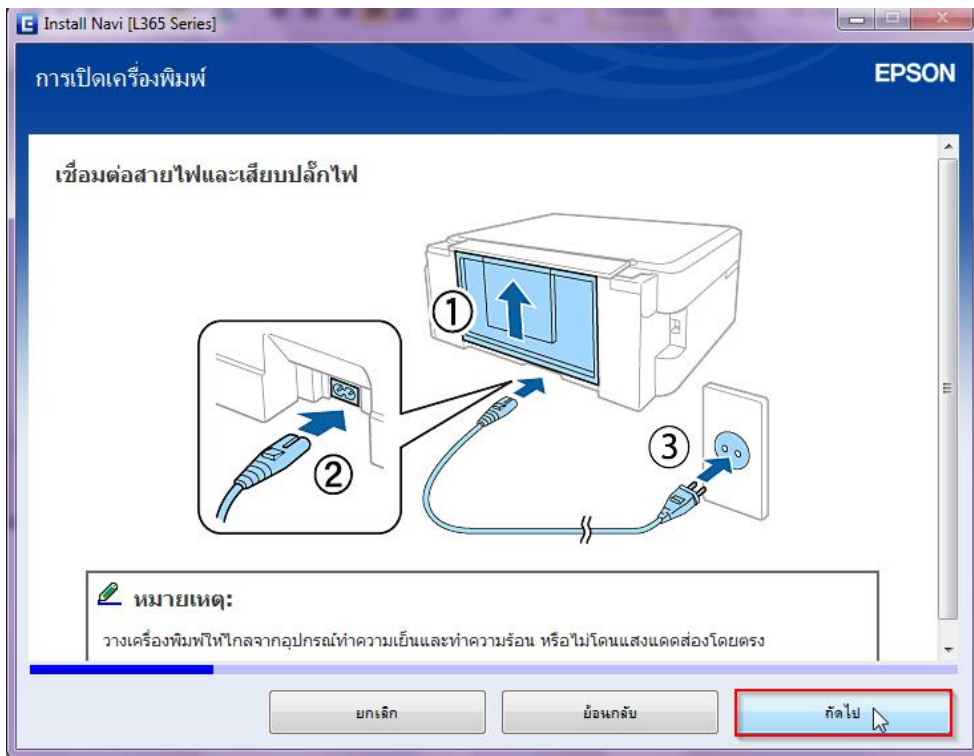 Install Navi [L365 Series]
การเปิดเครื่องพิมพ์
EPSON
เชื่อมต่อสายไฟและเสียบปลั๊กไฟ
①
②
③
หมายเหตุ:
วางเครื่องพิมพ์ให้ไกลจากอุปกรณ์ทำความเย็นและทำความร้อน หรือไม่โดนแสงแดดส่องโดยตรง
ยกเลิก
ย้อนกลับ
ถัดไป